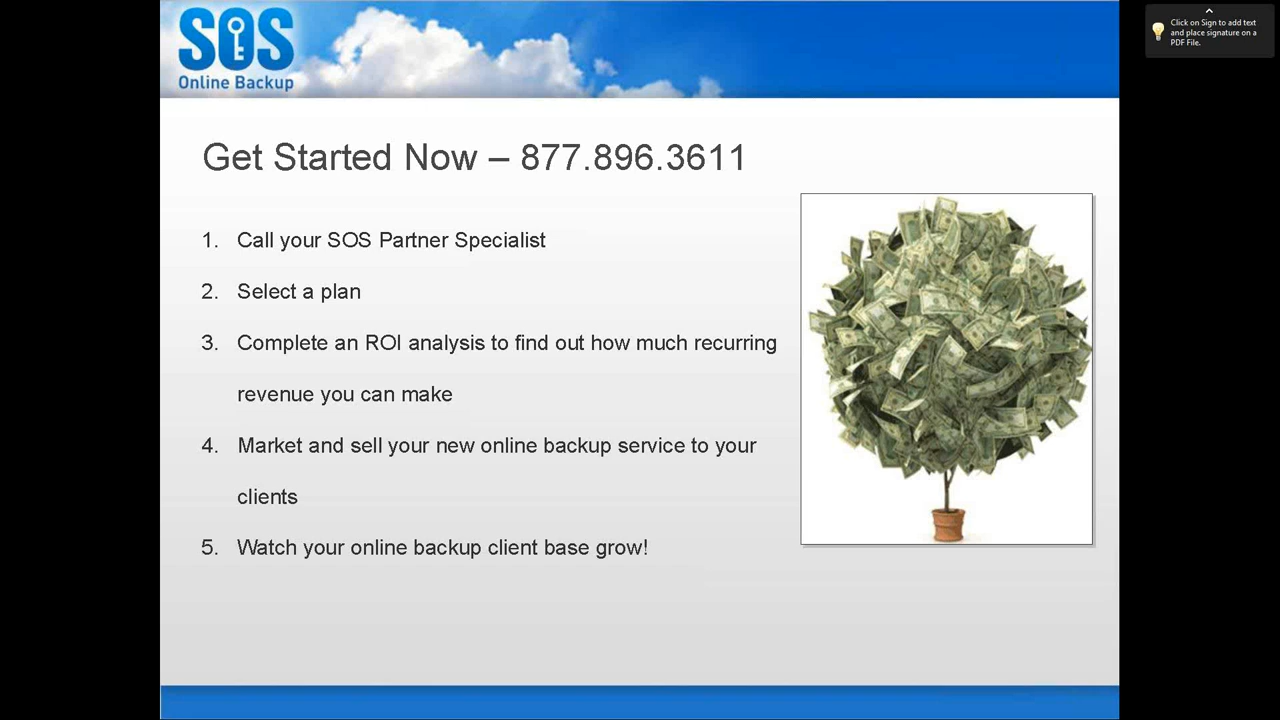 SOS
Online Backup
Click on Sign to add text
and place signature on a
PDF File.
Get Started Now – 877.896.3611
1. Call your SOS Partner Specialist
2. Select a plan
3. Complete an ROI analysis to find out how much recurring
revenue you can make
4. Market and sell your new online backup service to your
clients
5. Watch your online backup client base grow!